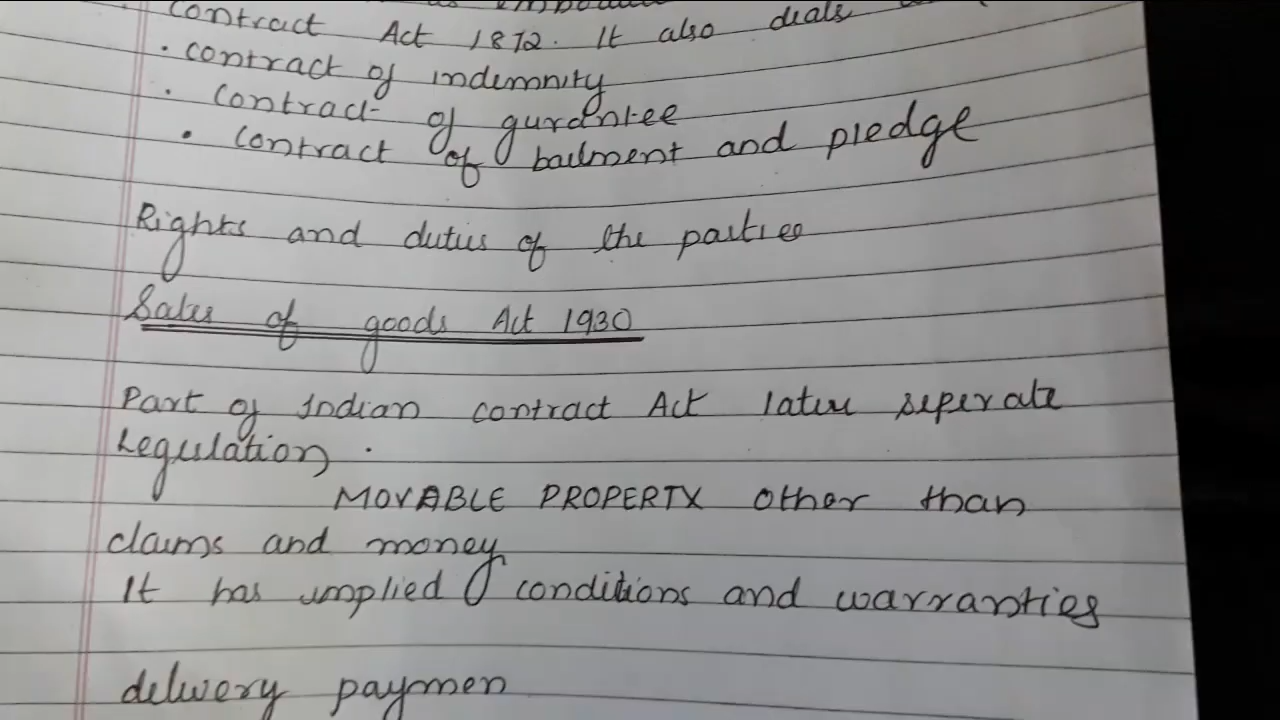 Contract Act 1872. It also deals
• contract of indemnity
• contract of gurantee
• contract of bailment and pledge
Rights and duties of the parties
Sales of goods Act 1930
Part of Indian contract Act later seperate
Regulation.
MOVABLE PROPERTY other than
claims and money
It has implied conditions and warranties
delivery paymen